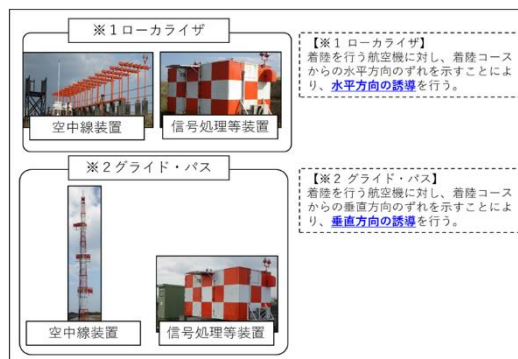 ※1ローカライザ
空中線装置
信号処理等装置
【※1 ローカライザ】
着陸を行う航空機に対し、着陸コース
からの水平方向のずれを示すことによ
り、水平方向の誘導を行う。
※2グライド・パス
空中線装置
信号処理等装置
【※2 グライド・パス】
着陸を行う航空機に対し、着陸コース
からの垂直方向のずれを示すことによ
り、垂直方向の誘導を行う。